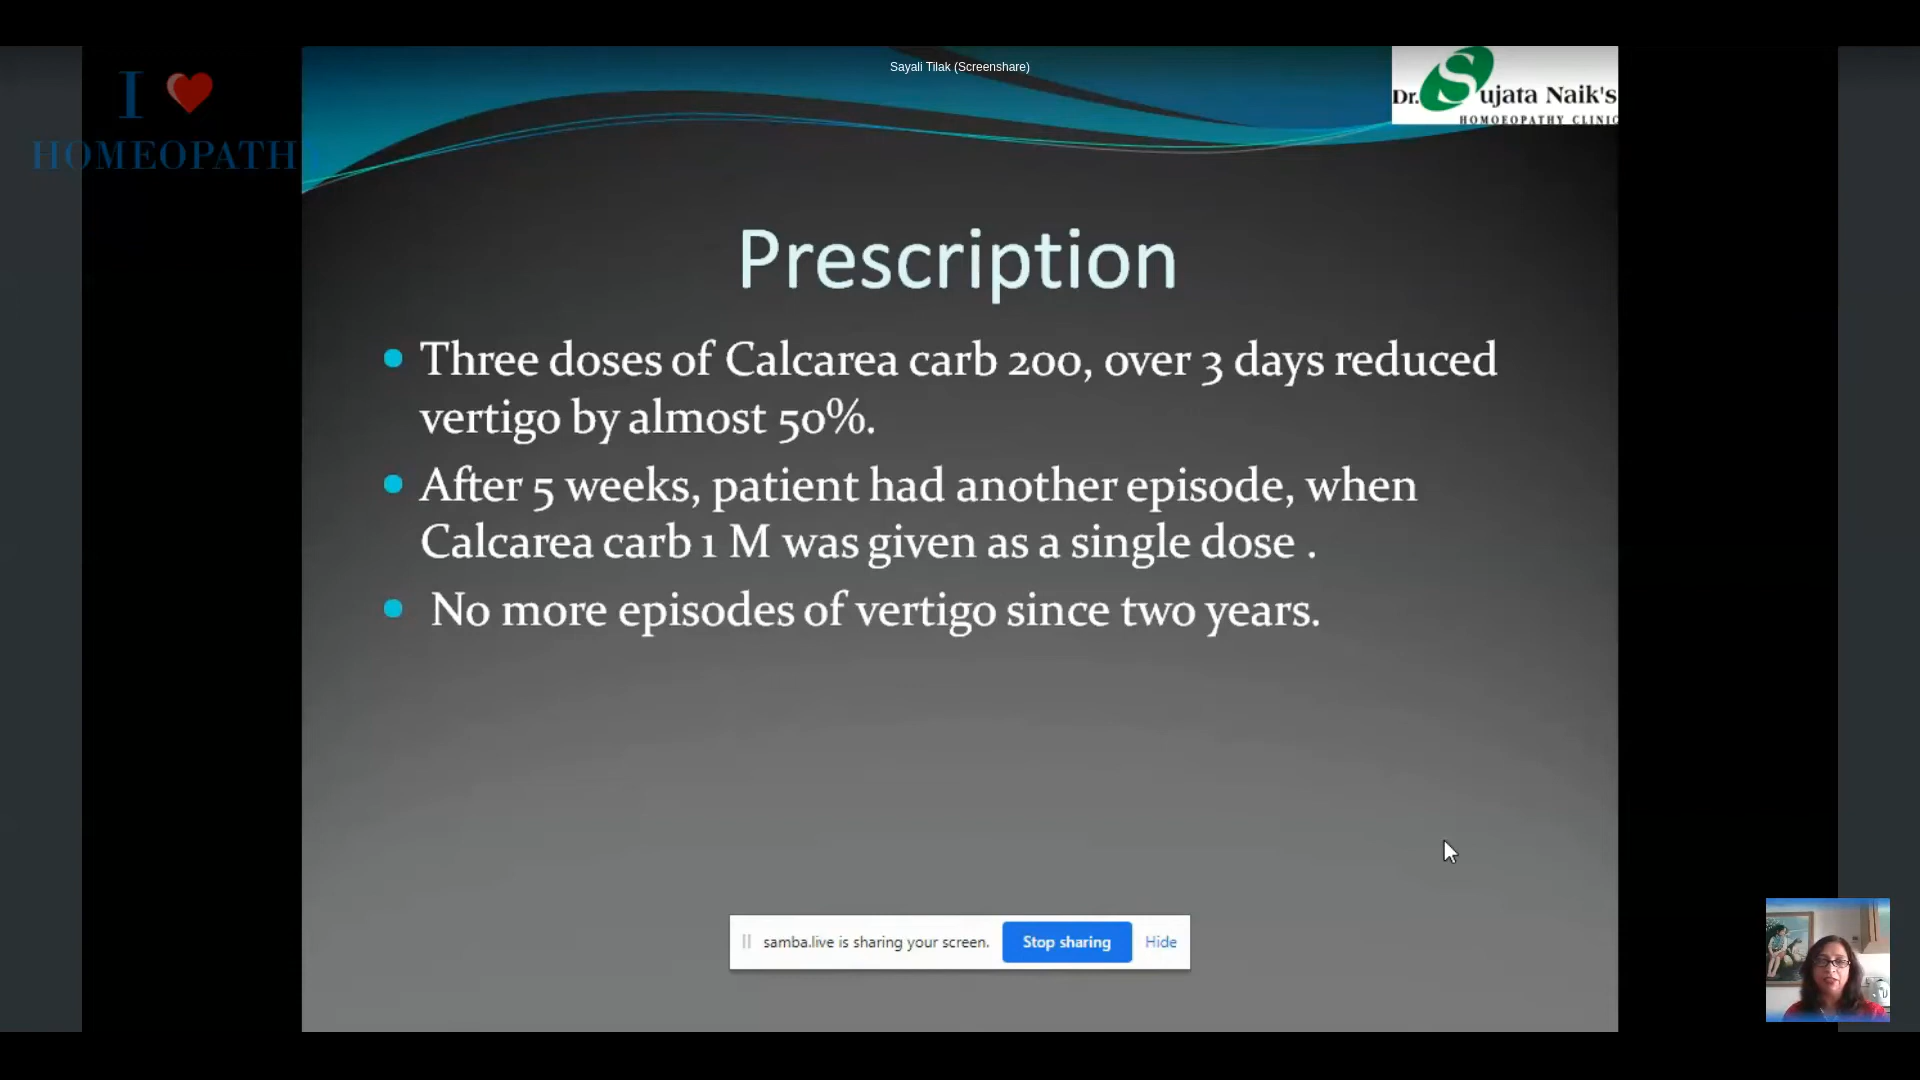 Sayali Tilak (Screenshare)
I
HOMEOPATH
Dr. Sujata Naik's
HOMOEOPATHY CLINIC
Prescription
Three doses of Calcarea carb 200, over 3 days reduced
vertigo by almost 50%.
After 5 weeks, patient had another episode, when
Calcarea carb 1 M was given as a single dose .
No more episodes of vertigo since two years.
samba.live is sharing your screen.
Stop sharing
Hide